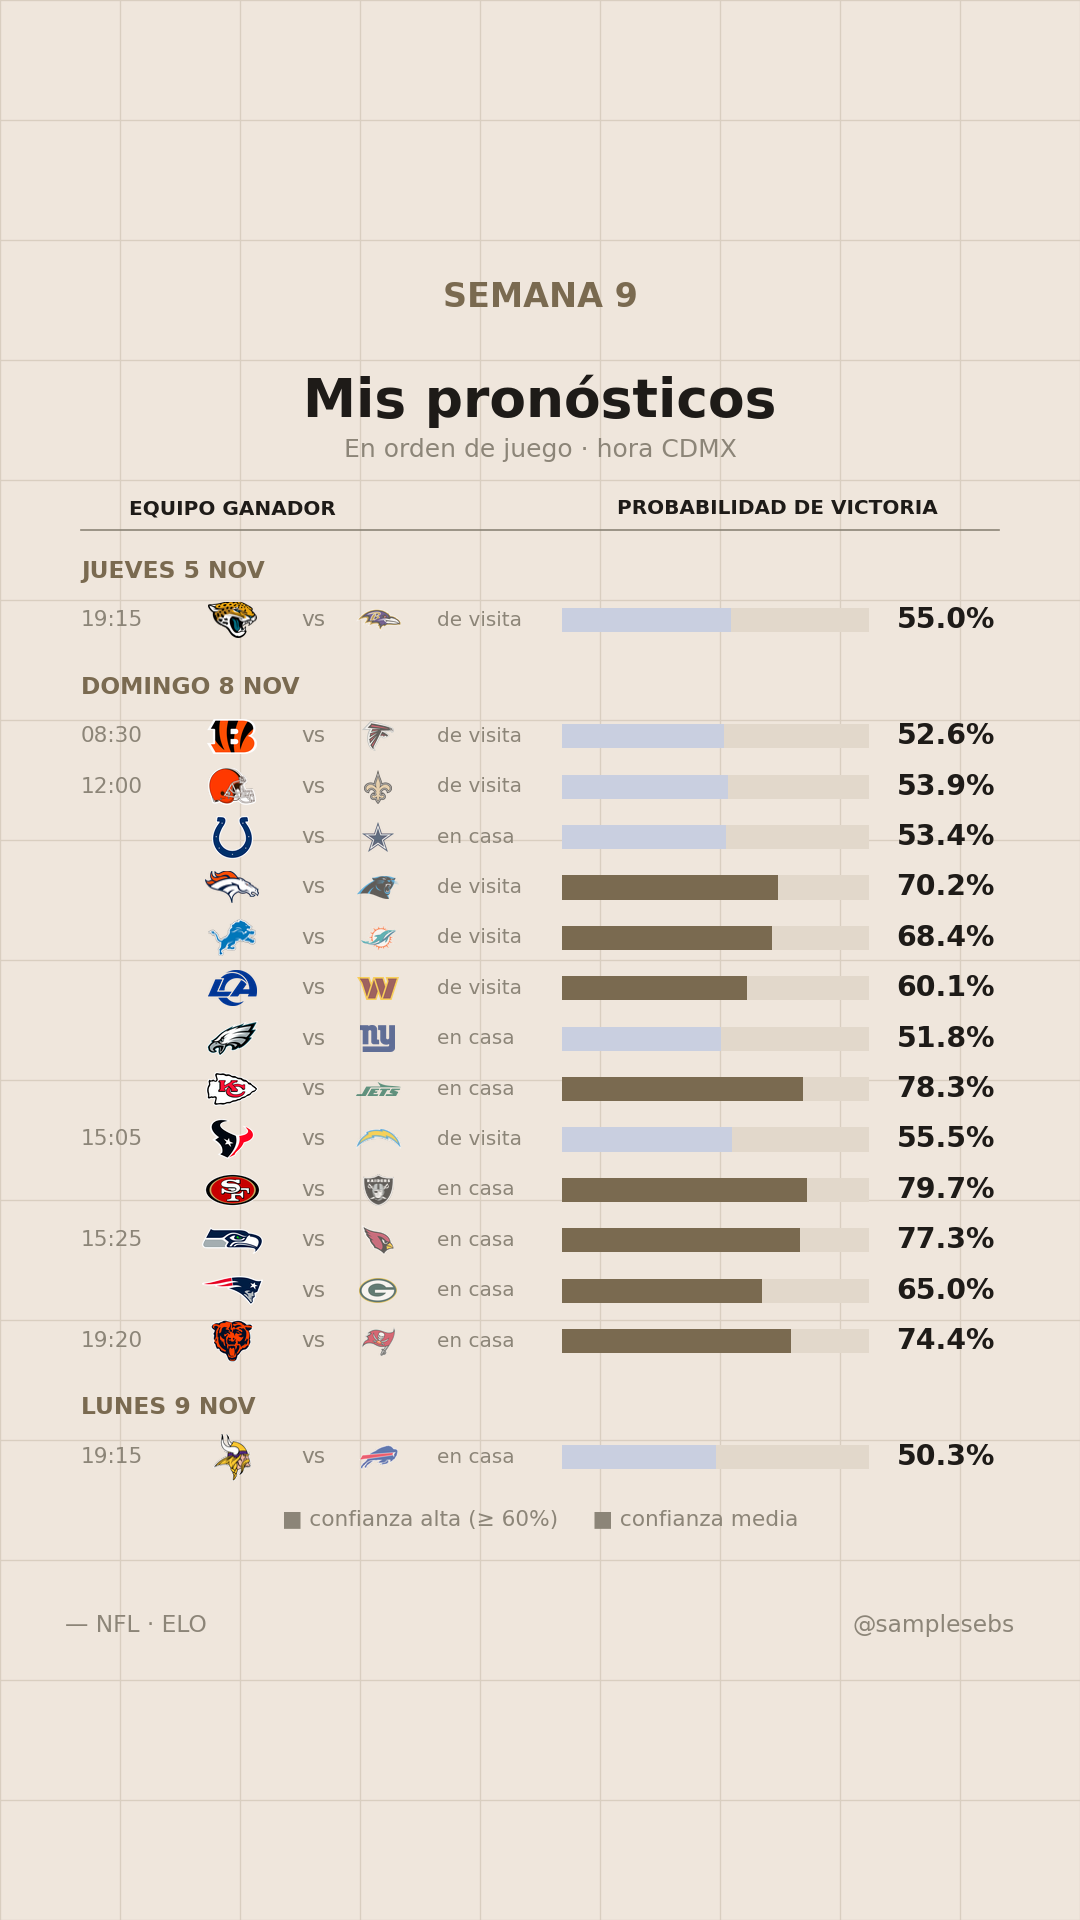 SEMANA 9
Mis pronósticos
En orden de juego · hora CDMX
EQUIPO GANADOR PROBABILIDAD DE VICTORIA
JUEVES 5 NOV
19:15 vs de visita 55.0%
DOMINGO 8 NOV
08:30 vs de visita 52.6%
12:00 vs de visita 53.9%
vs en casa 53.4%
vs de visita 70.2%
vs de visita 68.4%
LA vs W de visita 60.1%
vs ny en casa 51.8%
KC vs JETS en casa 78.3%
15:05 vs de visita 55.5%
SF vs RAIDERS en casa 79.7%
15:25 vs en casa 77.3%
vs G en casa 65.0%
19:20 vs en casa 74.4%
LUNES 9 NOV
19:15 vs en casa 50.3%
■ confianza alta (≥ 60%) ■ confianza media
— NFL · ELO @samplesebs